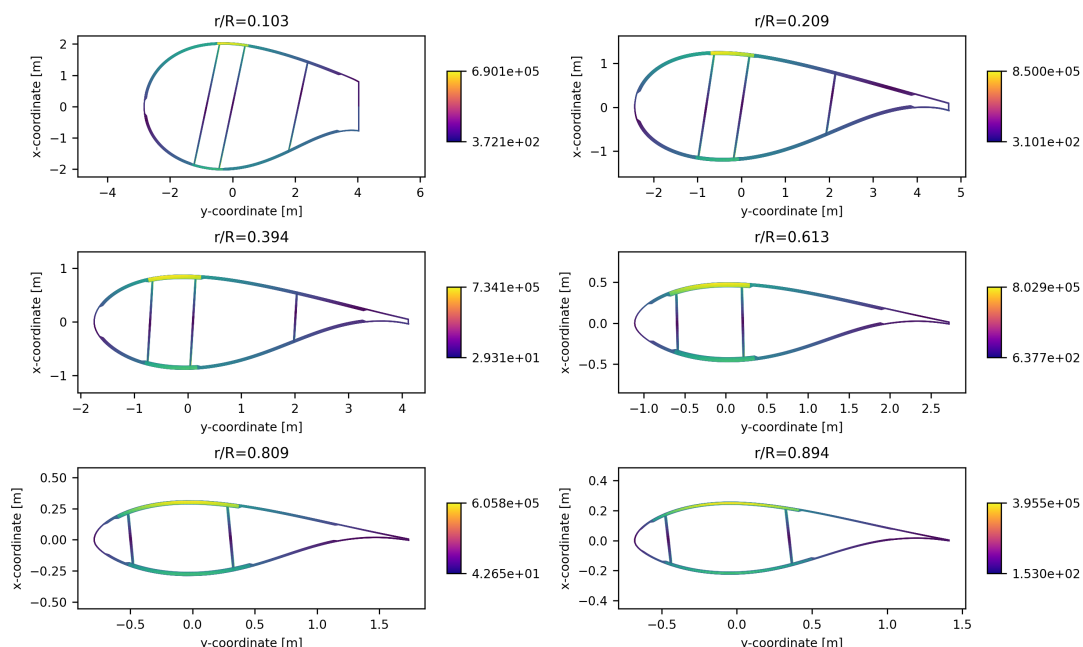 r/R=0.103
x-coordinate [m]
2
1
0
−1
−2
−4
−2
0
2
4
6
y-coordinate [m]
6.901e+05
3.721e+02
r/R=0.209
x-coordinate [m]
1
0
−1
−2
−1
0
1
2
3
4
5
y-coordinate [m]
8.500e+05
3.101e+02
r/R=0.394
x-coordinate [m]
1
0
−1
−2
−1
0
1
2
3
4
y-coordinate [m]
7.341e+05
2.931e+01
r/R=0.613
x-coordinate [m]
0.5
0.0
−0.5
−1.0
−0.5
0.0
0.5
1.0
1.5
2.0
2.5
y-coordinate [m]
8.029e+05
6.377e+02
r/R=0.809
x-coordinate [m]
0.50
0.25
0.00
−0.25
−0.50
−0.5
0.0
0.5
1.0
1.5
y-coordinate [m]
6.058e+05
4.265e+01
r/R=0.894
x-coordinate [m]
0.4
0.2
0.0
−0.2
−0.4
−0.5
0.0
0.5
1.0
1.5
y-coordinate [m]
3.955e+05
1.530e+02